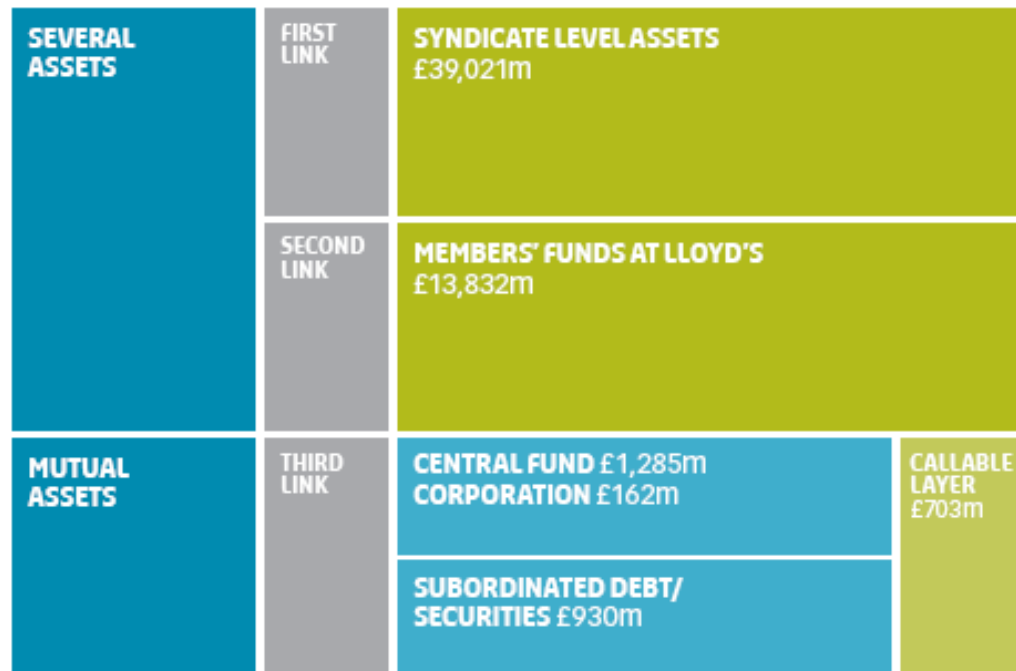 SEVERAL
ASSETS
FIRST
LINK
SYNDICATE LEVEL ASSETS
£39,021m
SECOND
LINK
MEMBERS' FUNDS AT LLOYD'S
£13,832m
MUTUAL
ASSETS
THIRD
LINK
CENTRAL FUND £1,285m
CORPORATION £162m
SUBORDINATED DEBT/
SECURITIES £930m
CALLABLE
LAYER
£703m